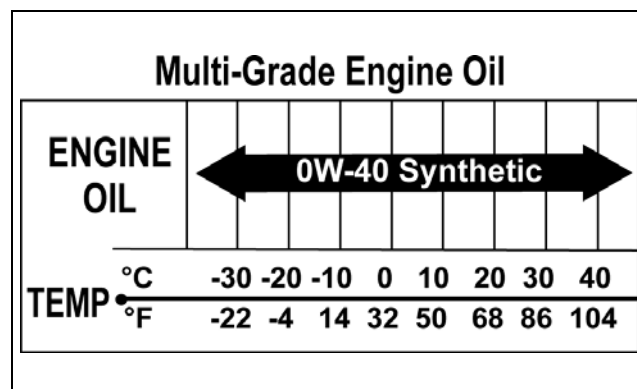 Multi-Grade Engine Oil
ENGINE
OIL
0W-40 Synthetic
TEMP
°C -30 -20 -10 0 10 20 30 40
°F -22 -4 14 32 50 68 86 104